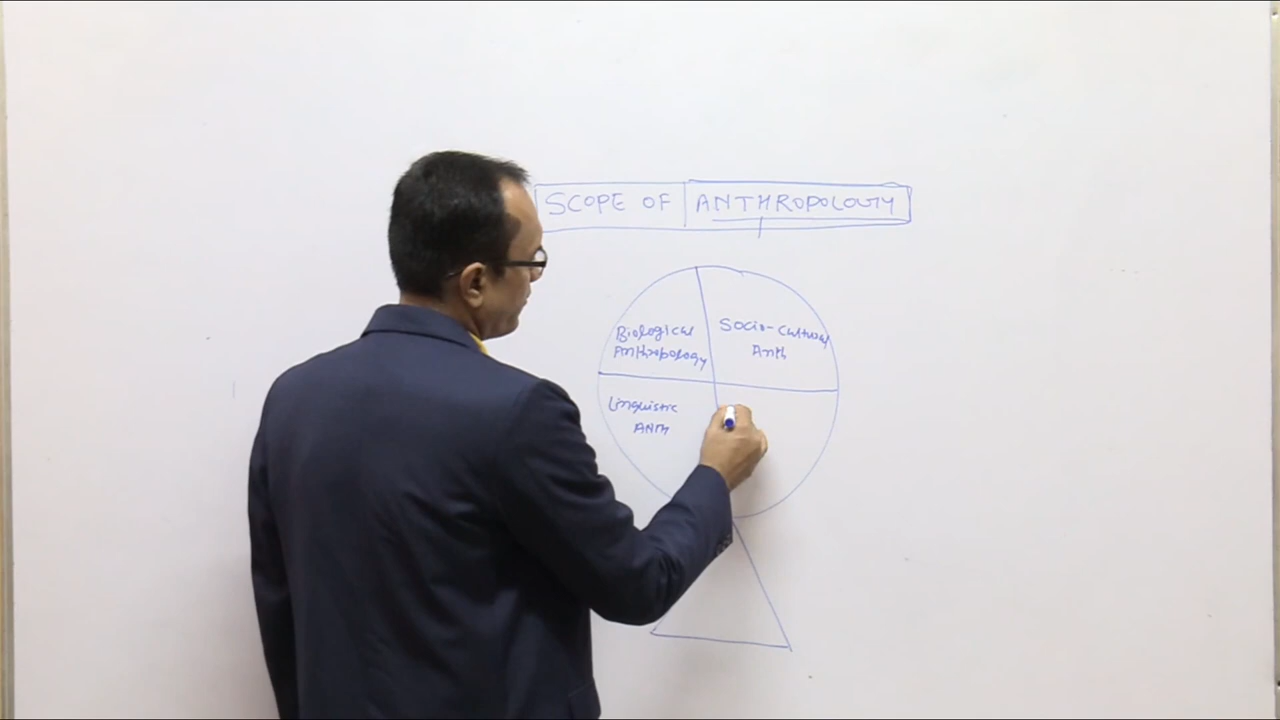 SCOPE OF ANTHROPOLOGY
Biological
Anthropology
Socio-Cultural
Anth
Linguistic
ANTH